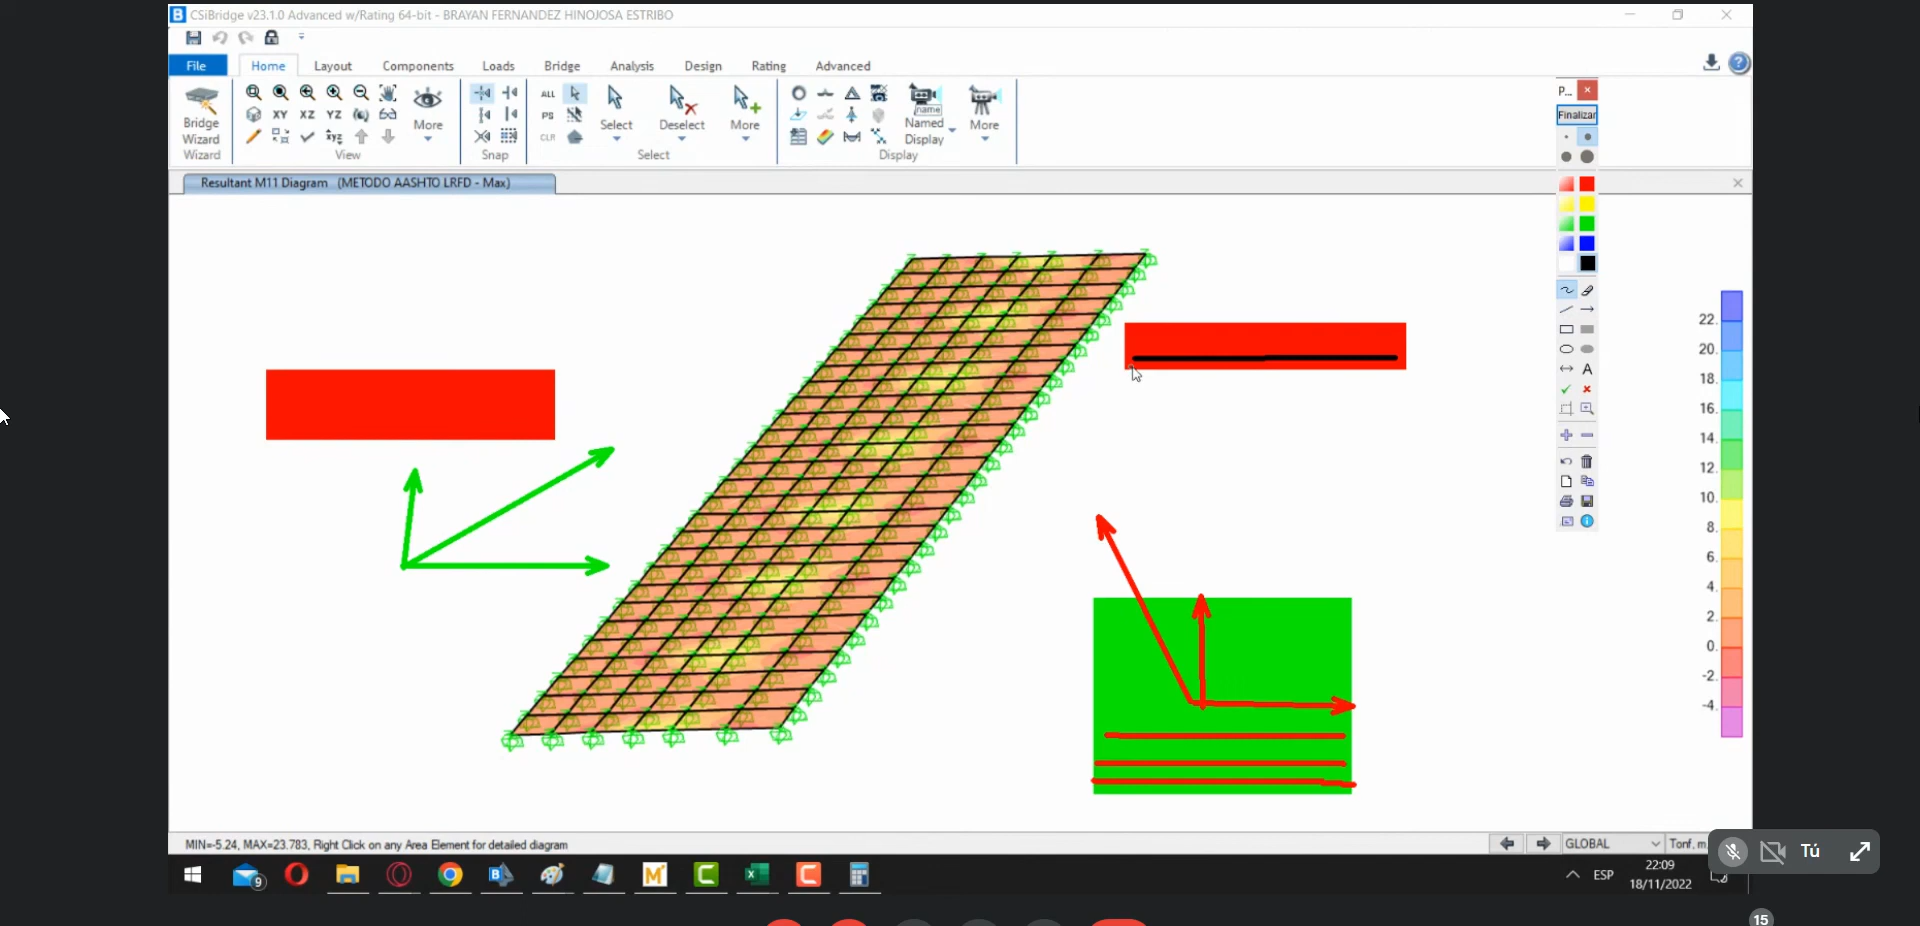 CSiBridge v23.1.0 Advanced w/Rating 64-bit - BRAYAN FERNANDEZ HINOJOSA ESTRIBO
File Home Layout Components Loads Bridge Analysis Design Rating Advanced
P...
Finalizar
Bridge
Wizard
Wizard
XY XZ YZ
xyz
More
View
Snap
ALL
PS
CLR
Select
Deselect
More
Select
name
Named
Display
More
Display
Resultant M11 Diagram (METODO AASHTO LRFD - Max)
A
22.
20.
18.
16.
14.
12.
10.
8.
6.
4.
2.
0.
-2.
-4.
MIN=-5.24, MAX=23.783, Right Click on any Area Element for detailed diagram
GLOBAL
Tonf, m,
Tú
9
ESP
22:09
18/11/2022
15